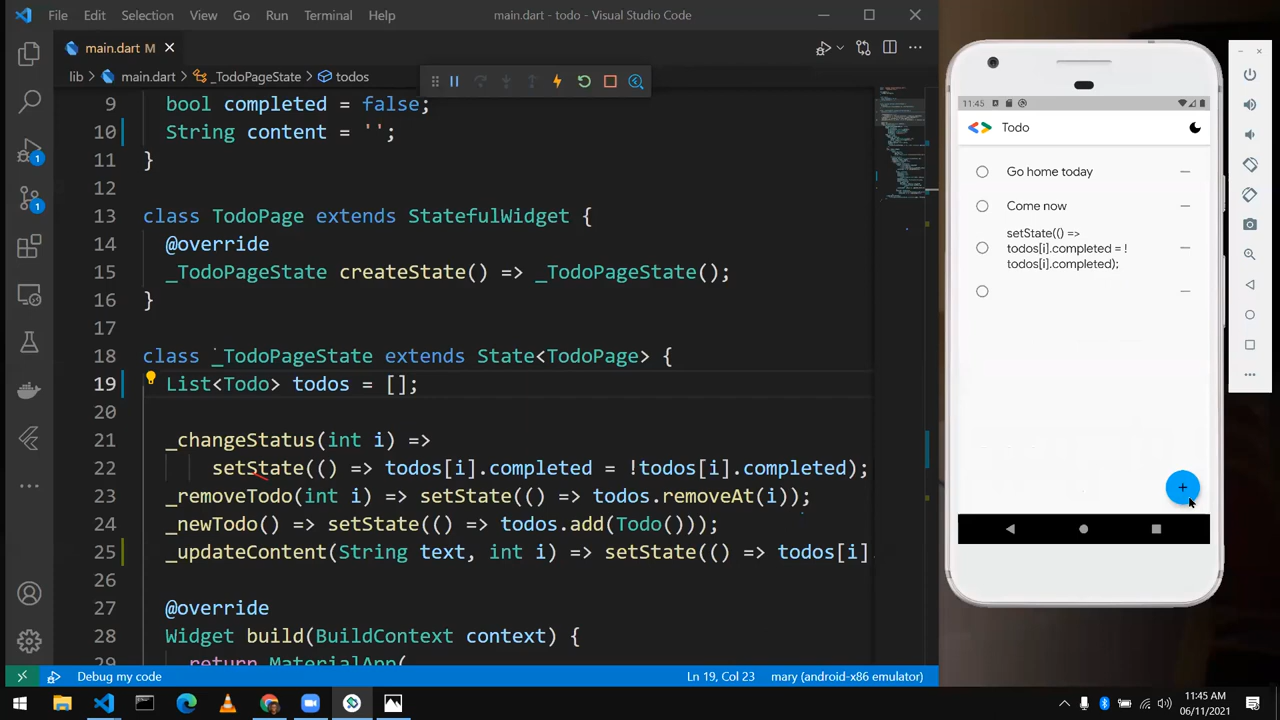 File Edit Selection View Go Run Terminal Help main.dart - todo - Visual Studio Code
main.dart M
lib > main.dart > _TodoPageState > todos
9 bool completed = false;
10 String content = '';
11 }
12
13 class TodoPage extends StatefulWidget {
14 @override
15 _TodoPageState createState() => _TodoPageState();
16 }
17
18 class _TodoPageState extends State<TodoPage> {
19 List<Todo> todos = [];
20
21 _changeStatus(int i) =>
22 setState(() => todos[i].completed = !todos[i].completed);
23 _removeTodo(int i) => setState(() => todos.removeAt(i));
24 _newTodo() => setState(() => todos.add(Todo()));
25 _updateContent(String text, int i) => setState(() => todos[i].
26
27 @override
28 Widget build(BuildContext context) {
29 return MaterialApp(
1
1
Debug my code Ln 19, Col 23 mary (android-x86 emulator)
11:45
Todo
Go home today
Come now
setState(() =>
todos[i].completed = !
todos[i].completed);
11:45 AM
06/11/2021